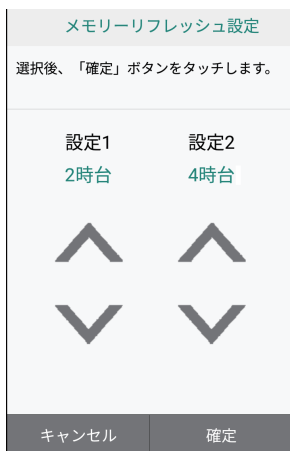 メモリーリフレッシュ設定
選択後、「確定」ボタンをタッチします。
設定1 設定2
2時台 4時台
キャンセル 確定